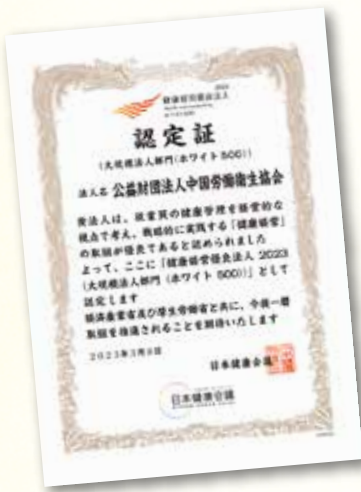 2023
健康経営優良法人
Health and productivity
ホワイト500
認定証
(大規模法人部門(ホワイト500))
法人名 公益財団法人中国労働衛生協会
貴法人は、従業員の健康管理を経営的な
視点で考え、戦略的に実践する「健康経営」
の取組が優良であると認められました
よって、ここに「健康経営優良法人 2023
(大規模法人部門 (ホワイト 500))」として
認定します
経済産業省及び厚生労働省と共に、今後一層
取組を推進されることを期待いたします
2023年3月8日
日本健康会議
日本健康会議